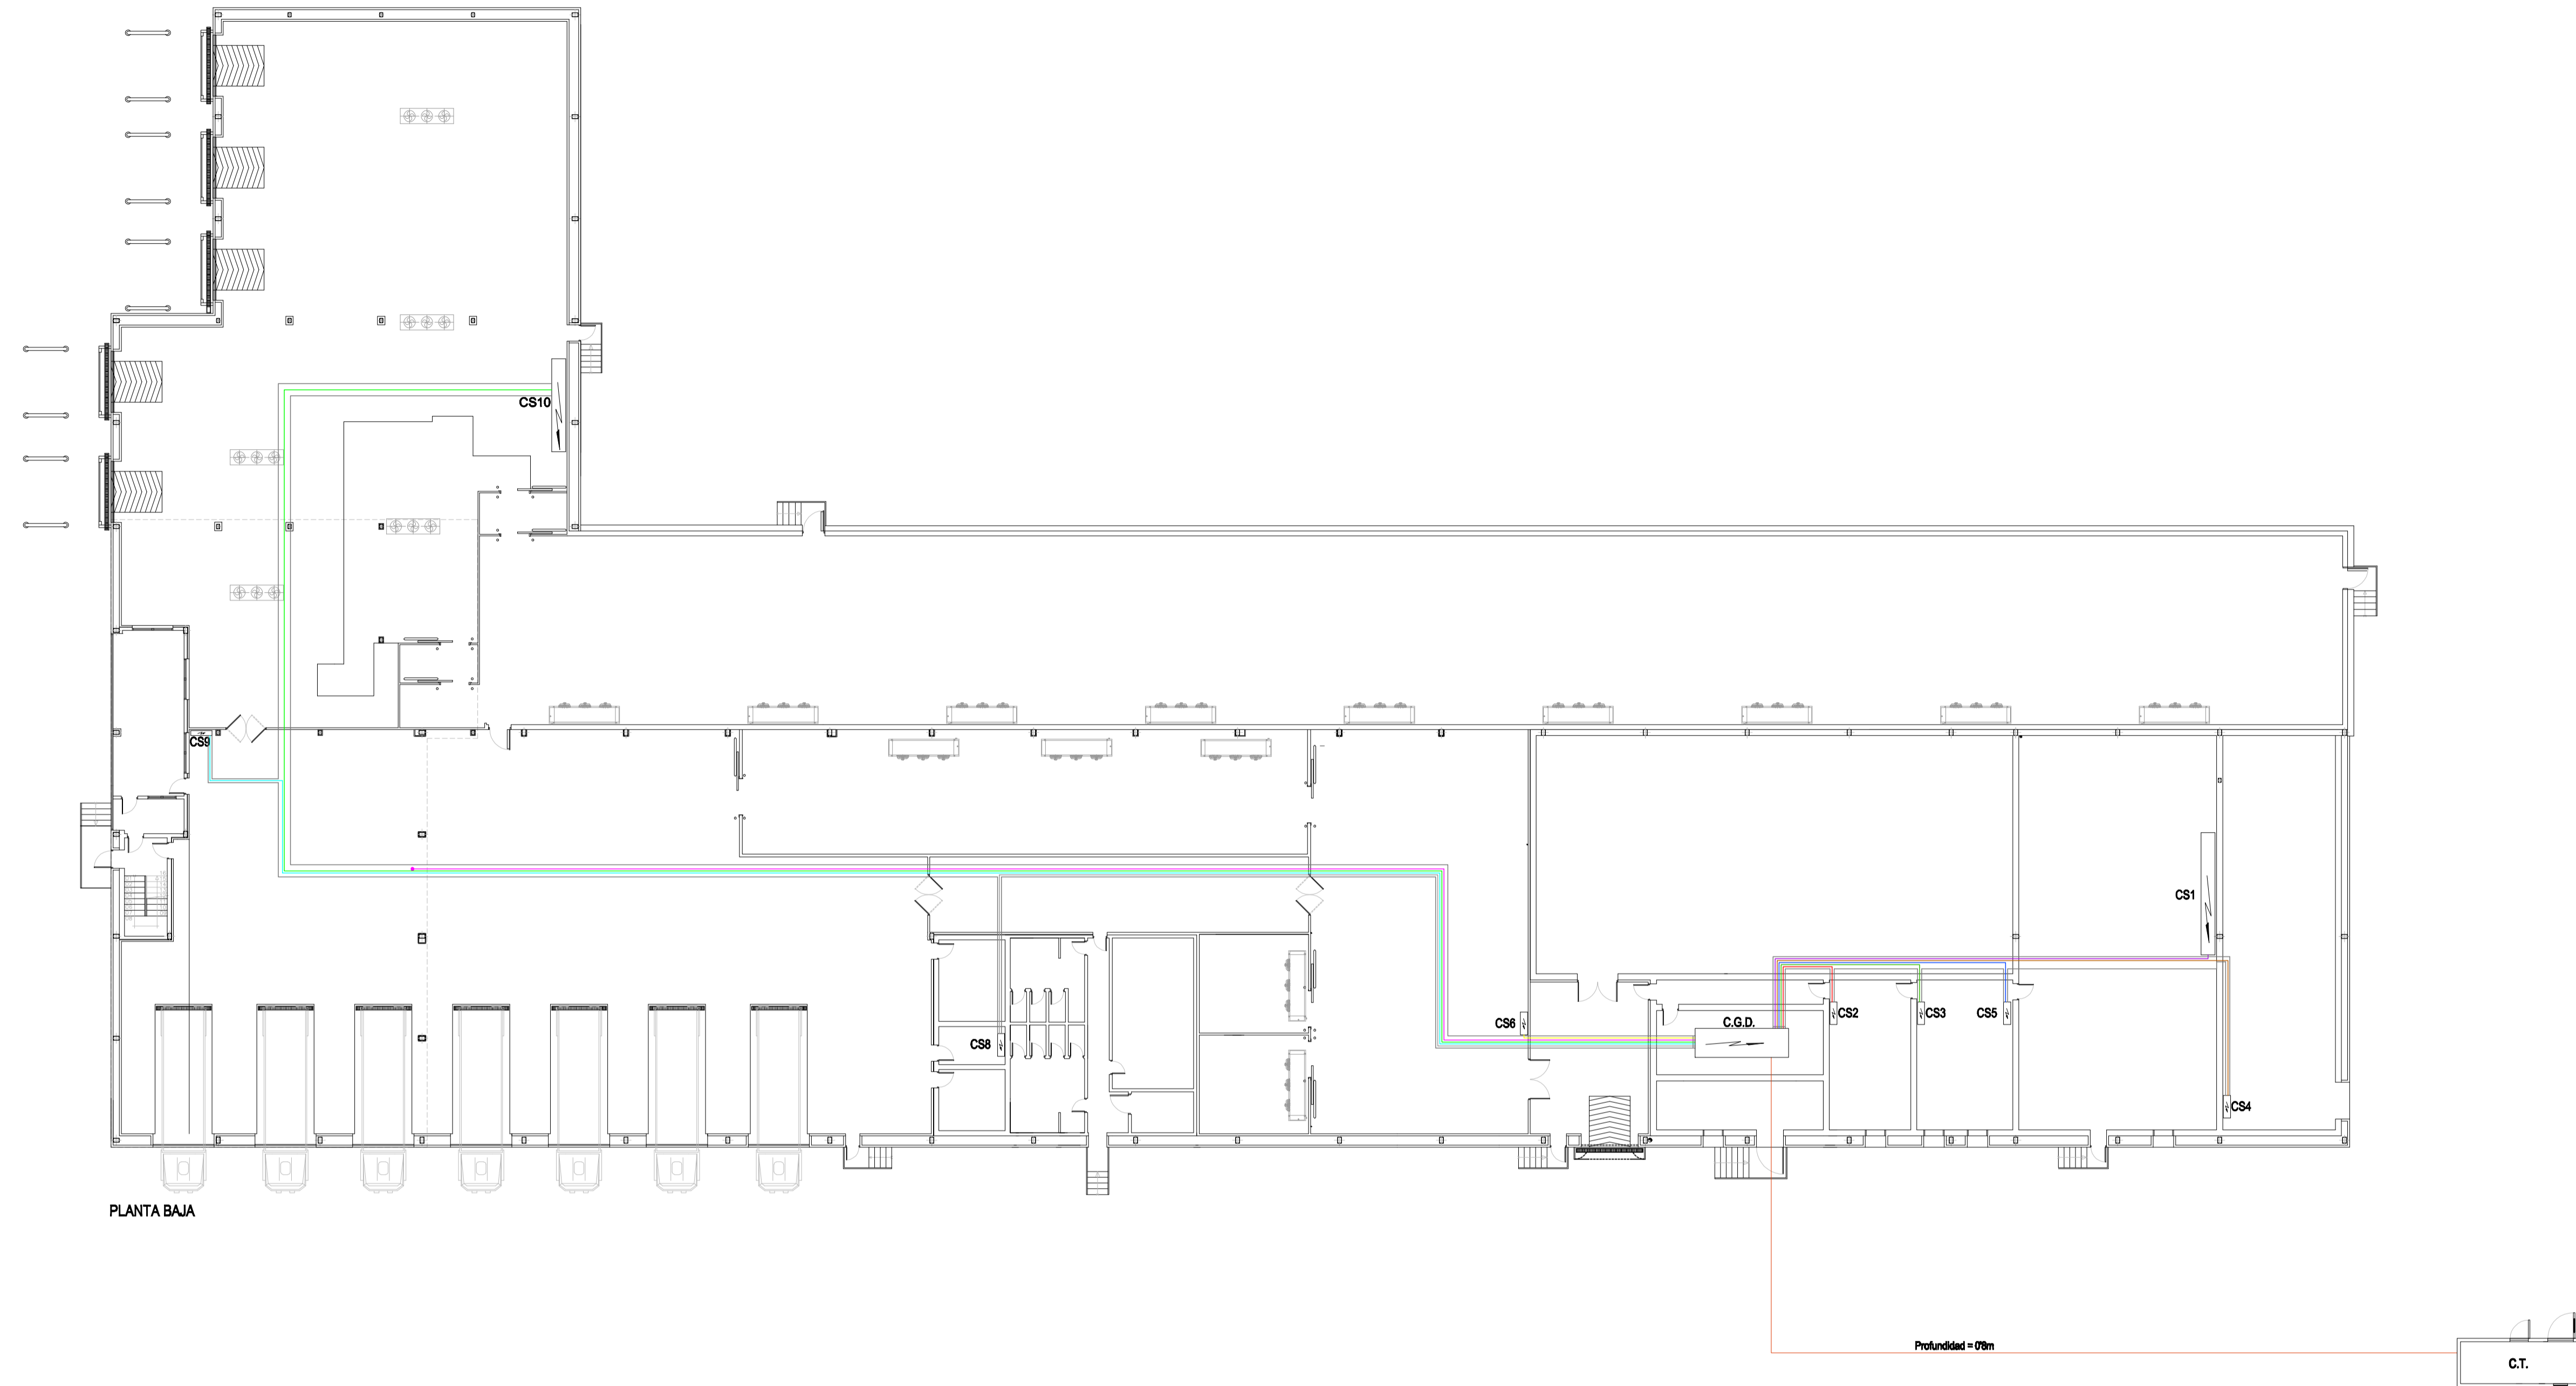 CS10
CS9
CS1
CS6
C.G.D.
CS2
CS3
CS5
CS8
CS4
PLANTA BAJA
Profundidad = 0'8m
C.T.